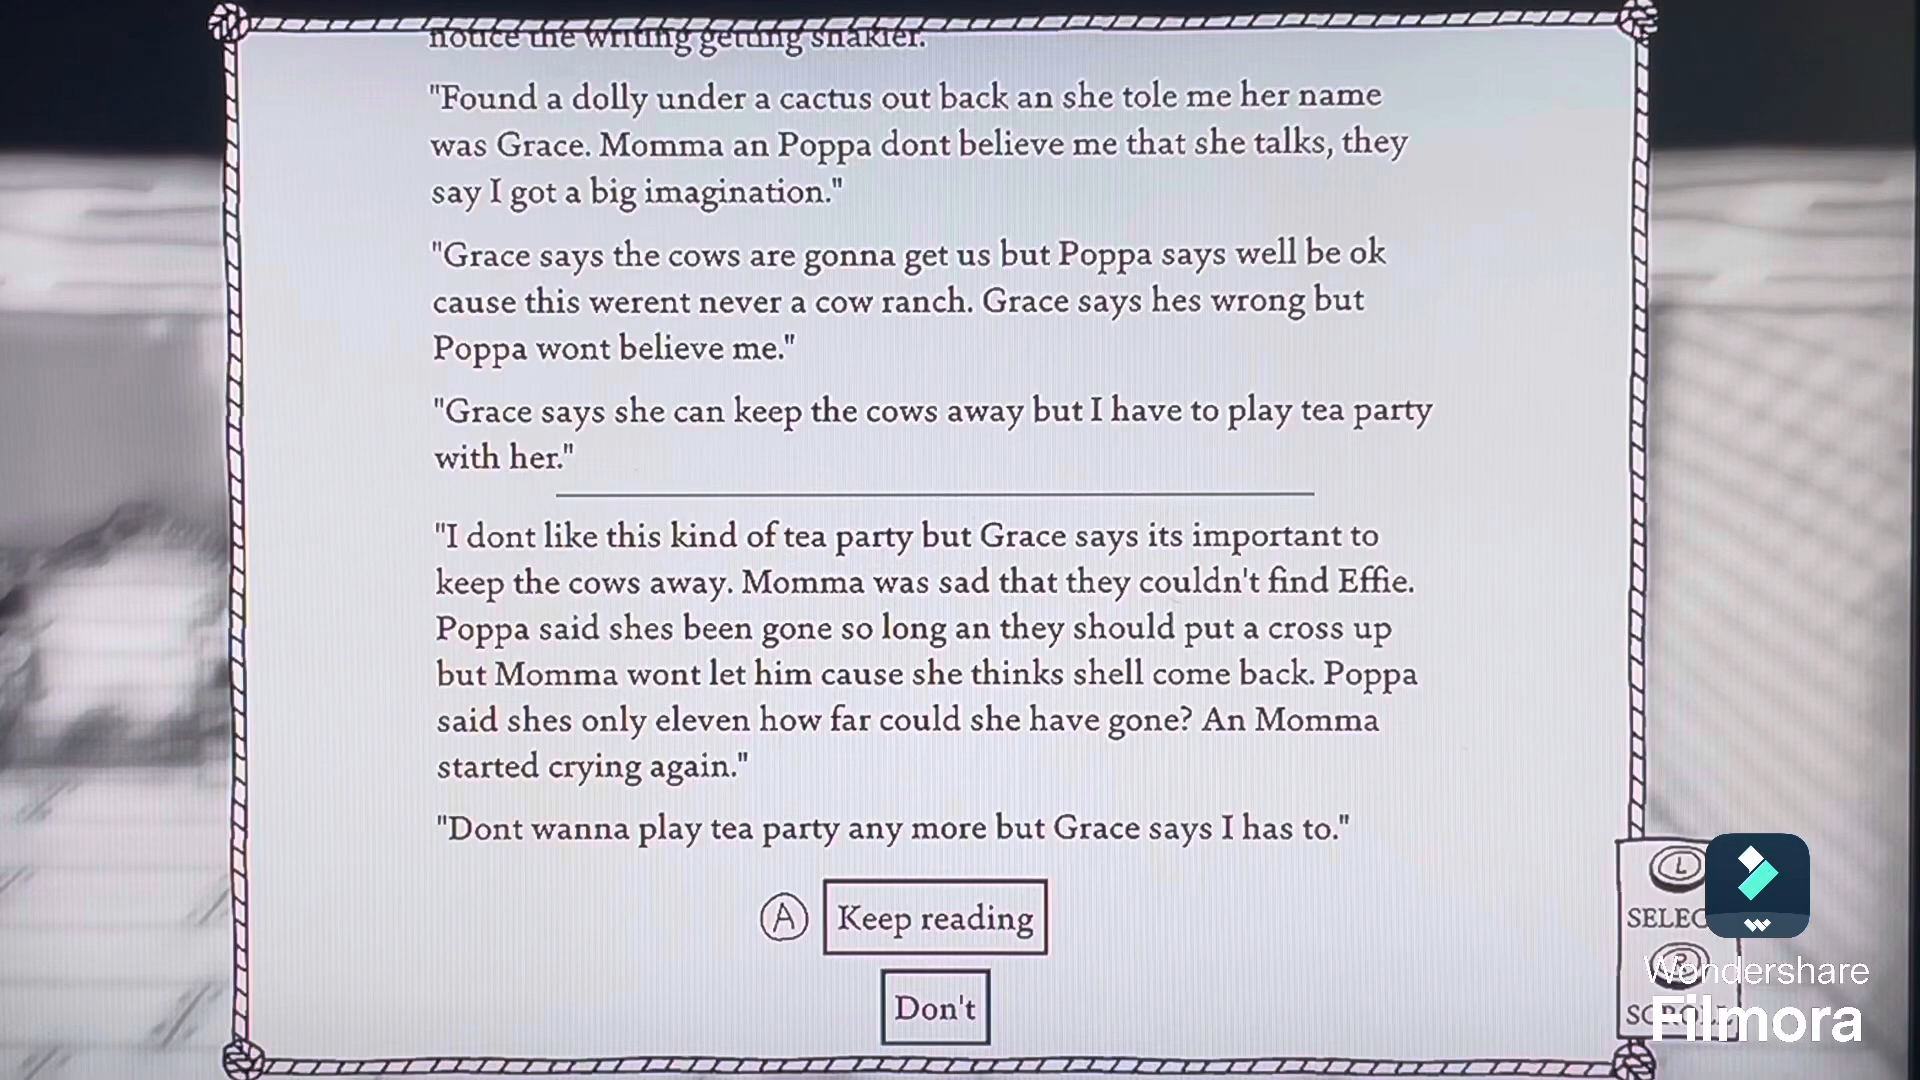 notice the writing getting shakier.
"Found a dolly under a cactus out back an she tole me her name
was Grace. Momma an Poppa dont believe me that she talks, they
say I got a big imagination."
"Grace says the cows are gonna get us but Poppa says well be ok
cause this werent never a cow ranch. Grace says hes wrong but
Poppa wont believe me."
"Grace says she can keep the cows away but I have to play tea party
with her."
"I dont like this kind of tea party but Grace says its important to
keep the cows away. Momma was sad that they couldn't find Effie.
Poppa said shes been gone so long an they should put a cross up
but Momma wont let him cause she thinks shell come back. Poppa
said shes only eleven how far could she have gone? An Momma
started crying again."
"Dont wanna play tea party any more but Grace says I has to."
A Keep reading
Don't
L
SELEC
R
SCROLL
Wondershare
Filmora